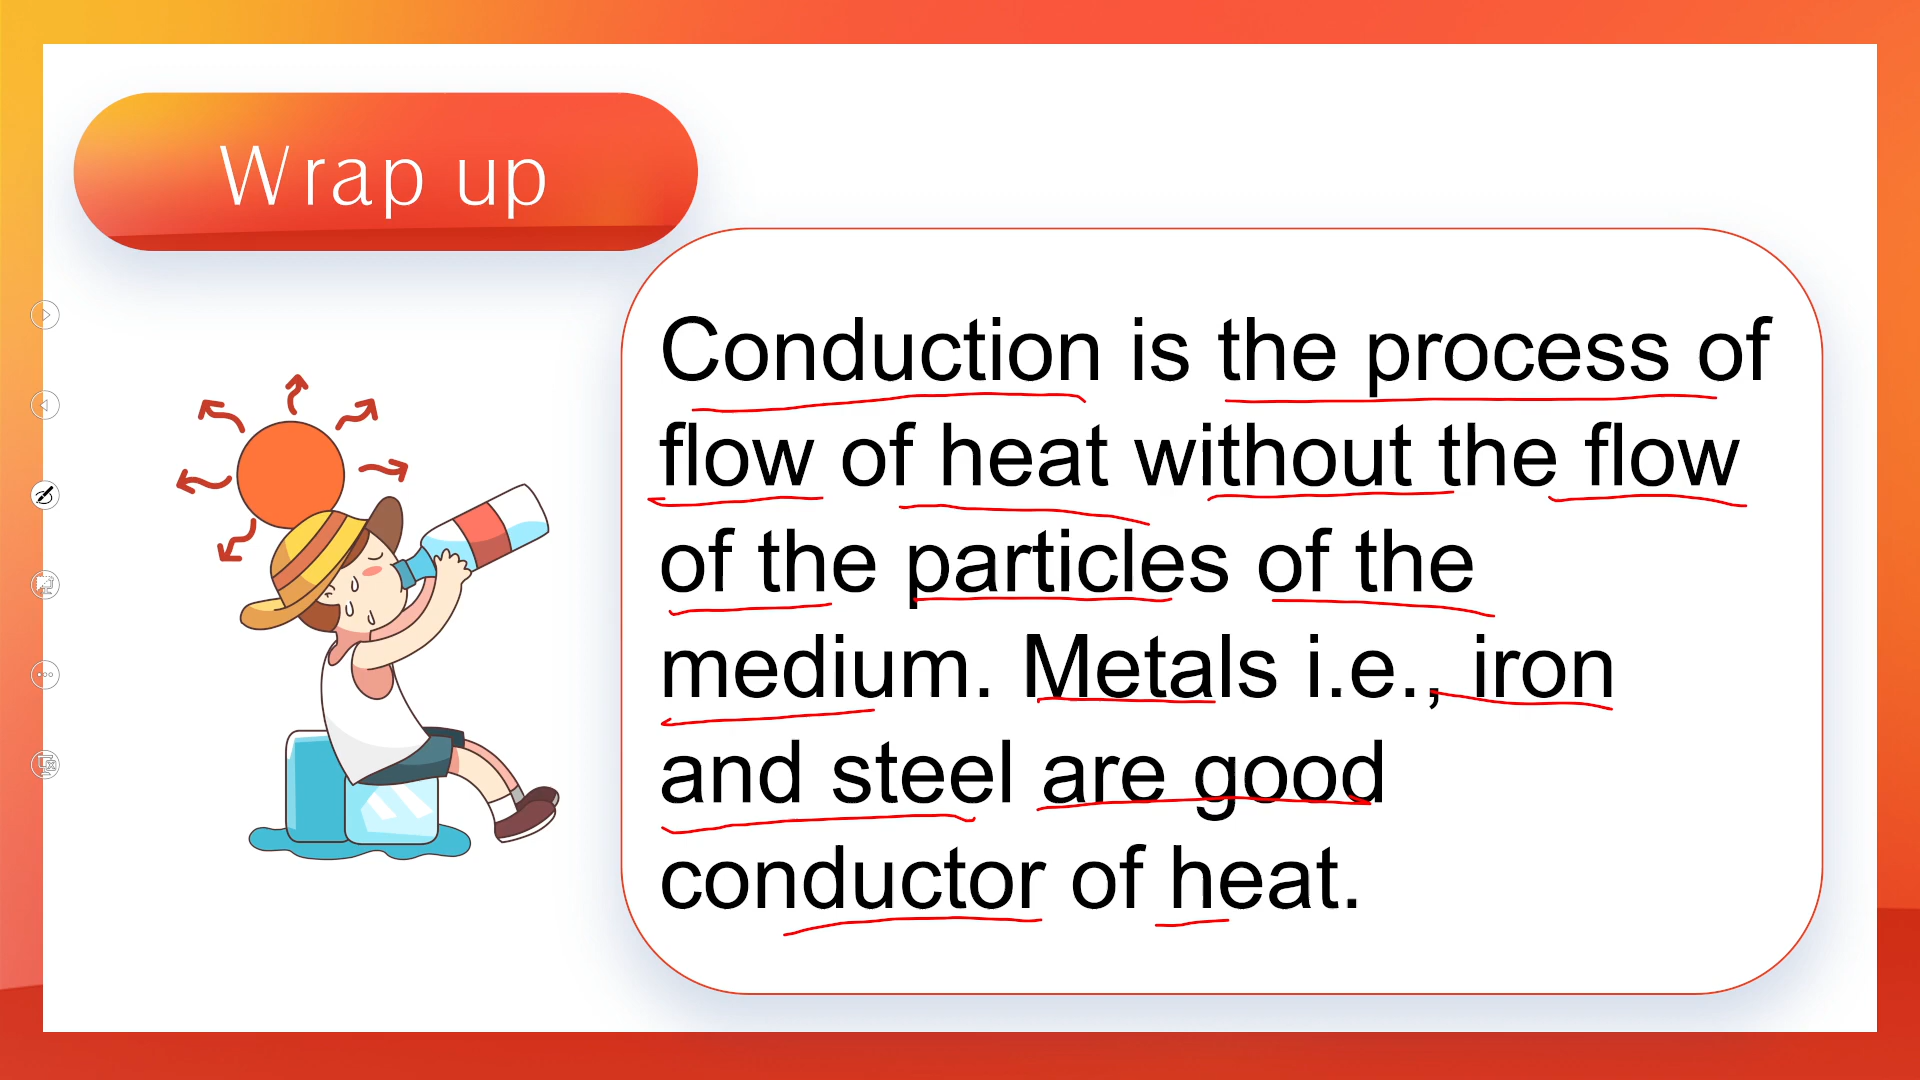 Wrap up
Conduction is the process of
flow of heat without the flow
of the particles of the
medium. Metals i.e., iron
and steel are good
conductor of heat.